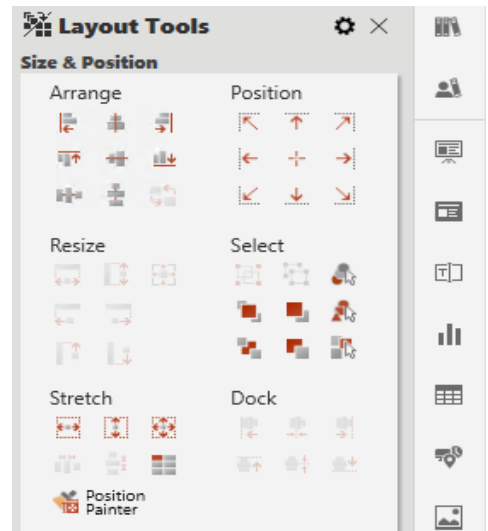 Layout Tools
Size & Position
Arrange
Position
Resize
Select
Stretch
Dock
Position
Painter